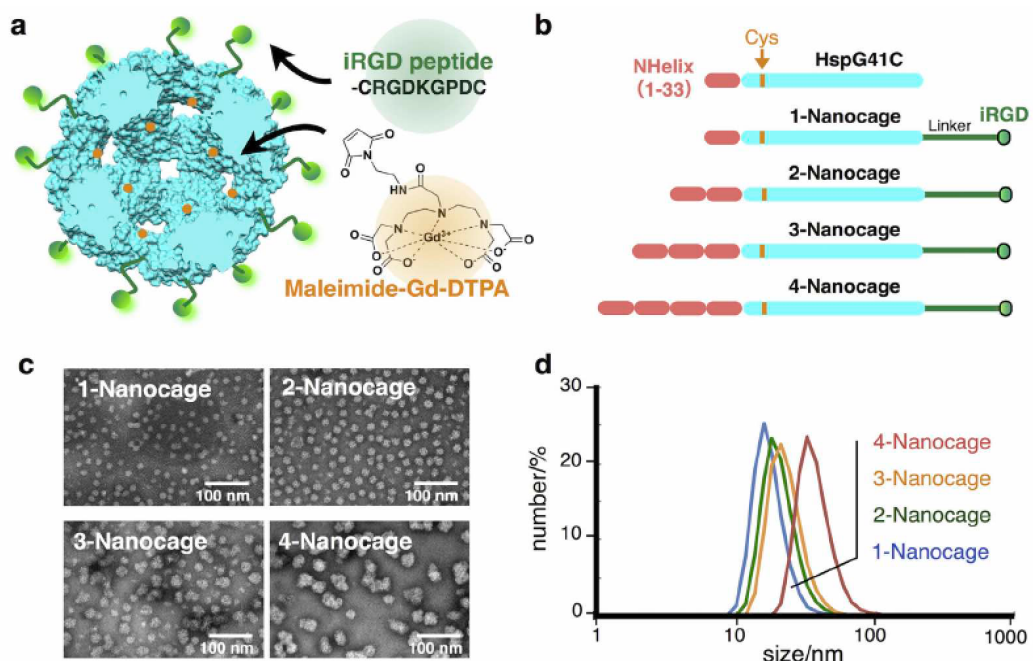 a
iRGD peptide
-CRGDKGPDC
O
N
O
NH
O
N
N
N
Gd³⁺
O
O
O
O-
O-
O
O-
O
Maleimide-Gd-DTPA
b
Cys
NHelix
(1-33)
HspG41C
1-Nanocage
Linker
iRGD
2-Nanocage
3-Nanocage
4-Nanocage
c
1-Nanocage
100 nm
2-Nanocage
100 nm
3-Nanocage
100 nm
4-Nanocage
100 nm
d
30
20
10
0
number/%
4-Nanocage
3-Nanocage
2-Nanocage
1-Nanocage
1
10
100
1000
size/nm